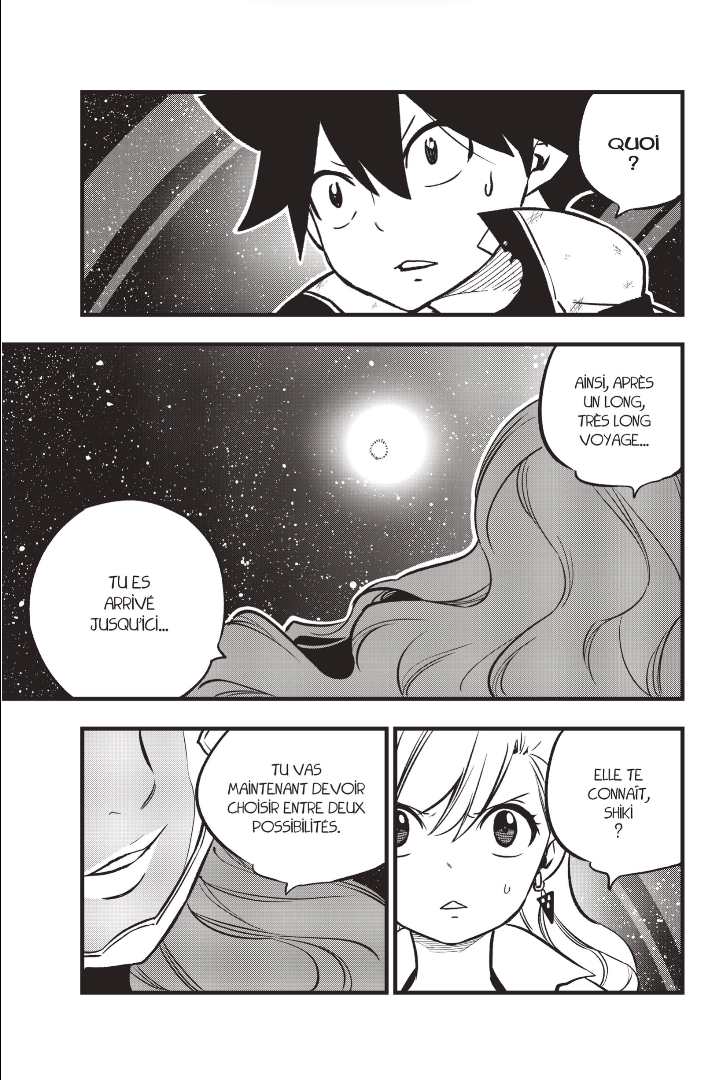 QUOI
?
AINSI, APRÈS
UN LONG,
TRÈS LONG
VOYAGE...
TU ES
ARRIVÉ
JUSQU'ICI...
ELLE TE
CONNAÎT,
SHIKI
?
TU VAS
MAINTENANT DEVOIR
CHOISIR ENTRE DEUX
POSSIBILITÉS.